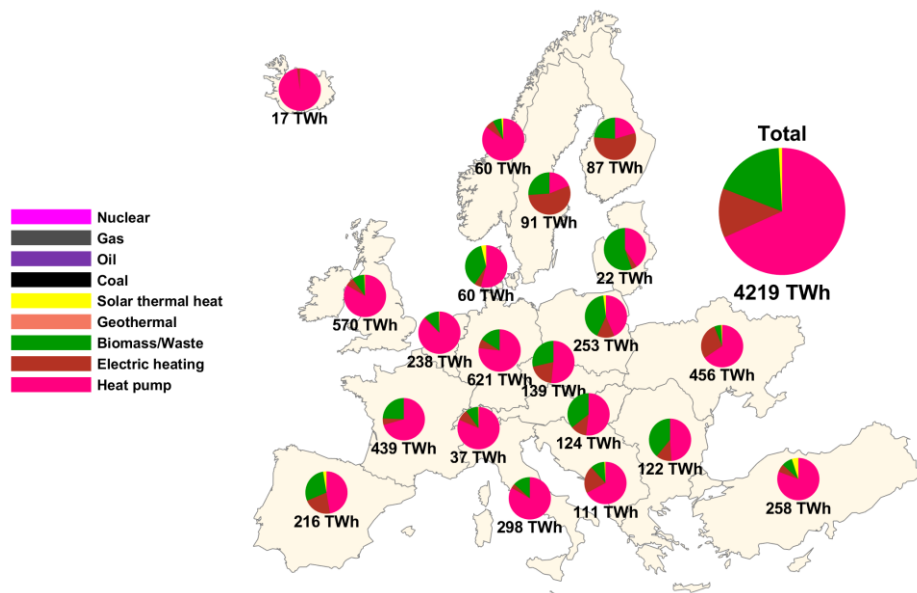 Total
17 TWh
60 TWh
87 TWh
91 TWh
Nuclear
Gas
Oil
Coal
Solar thermal heat
Geothermal
Biomass/Waste
Electric heating
Heat pump
22 TWh
60 TWh
4219 TWh
570 TWh
253 TWh
238 TWh
621 TWh
456 TWh
139 TWh
439 TWh
37 TWh
124 TWh
122 TWh
216 TWh
298 TWh
111 TWh
258 TWh